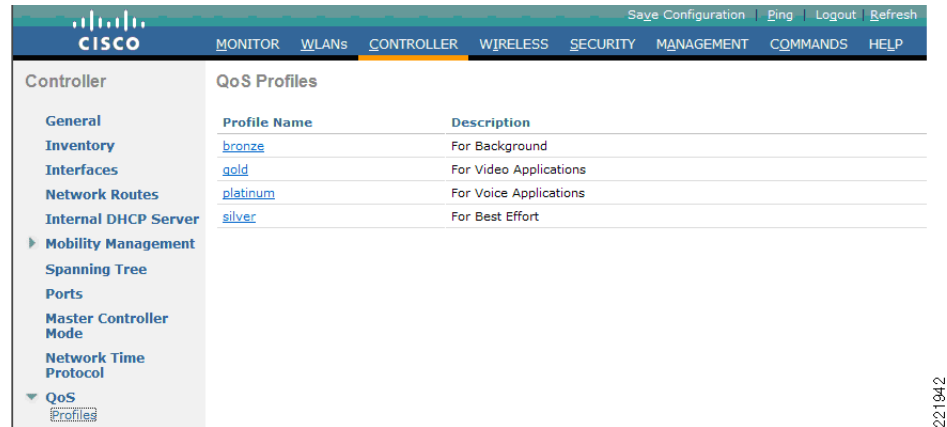 Save Configuration | Ping | Logout | Refresh
CISCO
MONITOR WLANs CONTROLLER WIRELESS SECURITY MANAGEMENT COMMANDS HELP
Controller
General
Inventory
Interfaces
Network Routes
Internal DHCP Server
Mobility Management
Spanning Tree
Ports
Master Controller
Mode
Network Time
Protocol
QoS
Profiles
QoS Profiles
Profile Name Description
bronze For Background
gold For Video Applications
platinum For Voice Applications
silver For Best Effort
221942